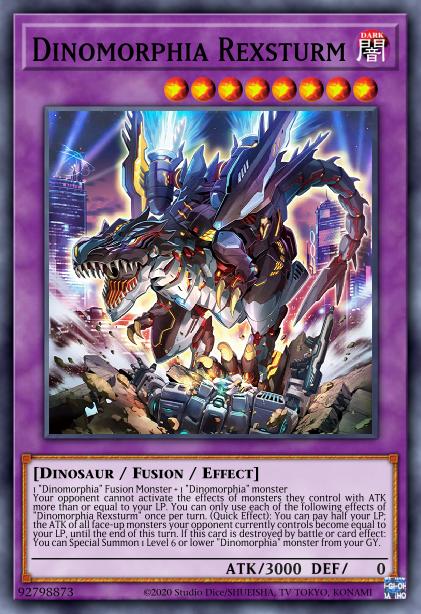 DINOMORPHIA REXSTURM
DARK
闇
[DINOSAUR / FUSION / EFFECT]
1 "Dinomorphia" Fusion Monster + 1 "Dinomorphia" monster
Your opponent cannot activate the effects of monsters they control with ATK
more than or equal to your LP. You can only use each of the following effects of
"Dinomorphia Rexsturm" once per turn. (Quick Effect): You can pay half your LP;
the ATK of all face-up monsters your opponent currently controls become equal to
your LP, until the end of this turn. If this card is destroyed by battle or card effect:
You can Special Summon 1 Level 6 or lower "Dinomorphia" monster from your GY.
ATK/3000 DEF/ 0
92798873 ©2020 Studio Dice/SHUEISHA, TV TOKYO, KONAMI